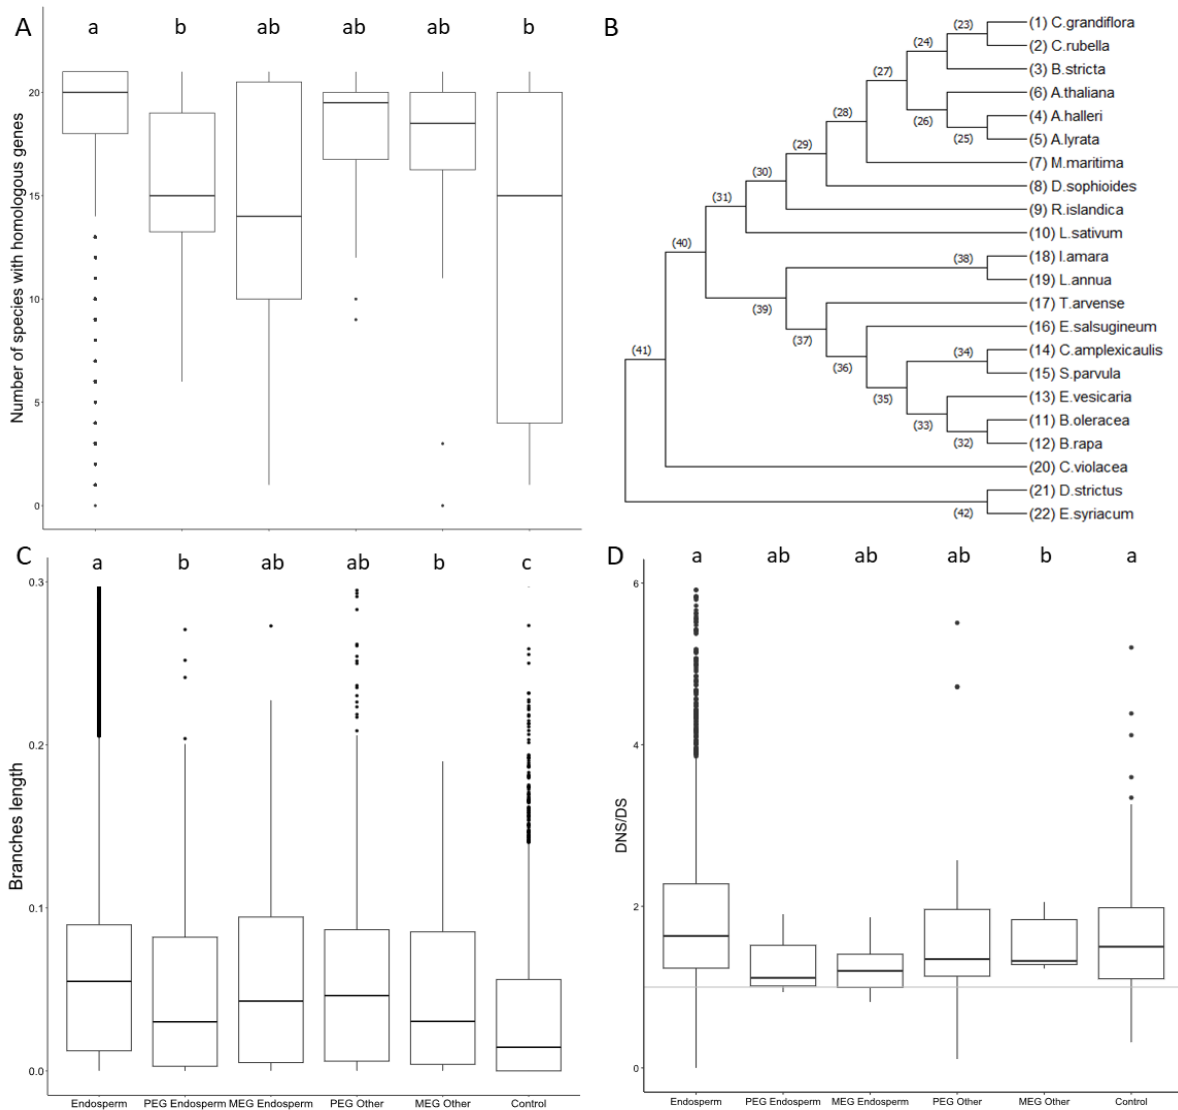 A
a b ab ab ab b
Number of species with homologous genes
20
15
10
5
0
B
(1) C.grandiflora
(2) C.rubella
(3) B.stricta
(6) A.thaliana
(4) A.halleri
(5) A.lyrata
(7) M.maritima
(8) D.sophioides
(9) R.islandica
(10) L.sativum
(18) I.amara
(19) L.annua
(17) T.arvense
(16) E.salsugineum
(14) C.amplexicaulis
(15) S.parvula
(13) E.vesicaria
(11) B.oleracea
(12) B.rapa
(20) C.violacea
(21) D.strictus
(22) E.syriacum
(23)
(24)
(27)
(26)
(25)
(28)
(29)
(30)
(31)
(40)
(38)
(39)
(37)
(34)
(36)
(35)
(33)
(32)
(41)
(42)
C
a b ab ab b c
Branches length
0.3
0.2
0.1
0.0
Endosperm PEG Endosperm MEG Endosperm PEG Other MEG Other Control
D
a ab ab ab b a
DNS/DS
6
4
2
0
Endosperm PEG Endosperm MEG Endosperm PEG Other MEG Other Control